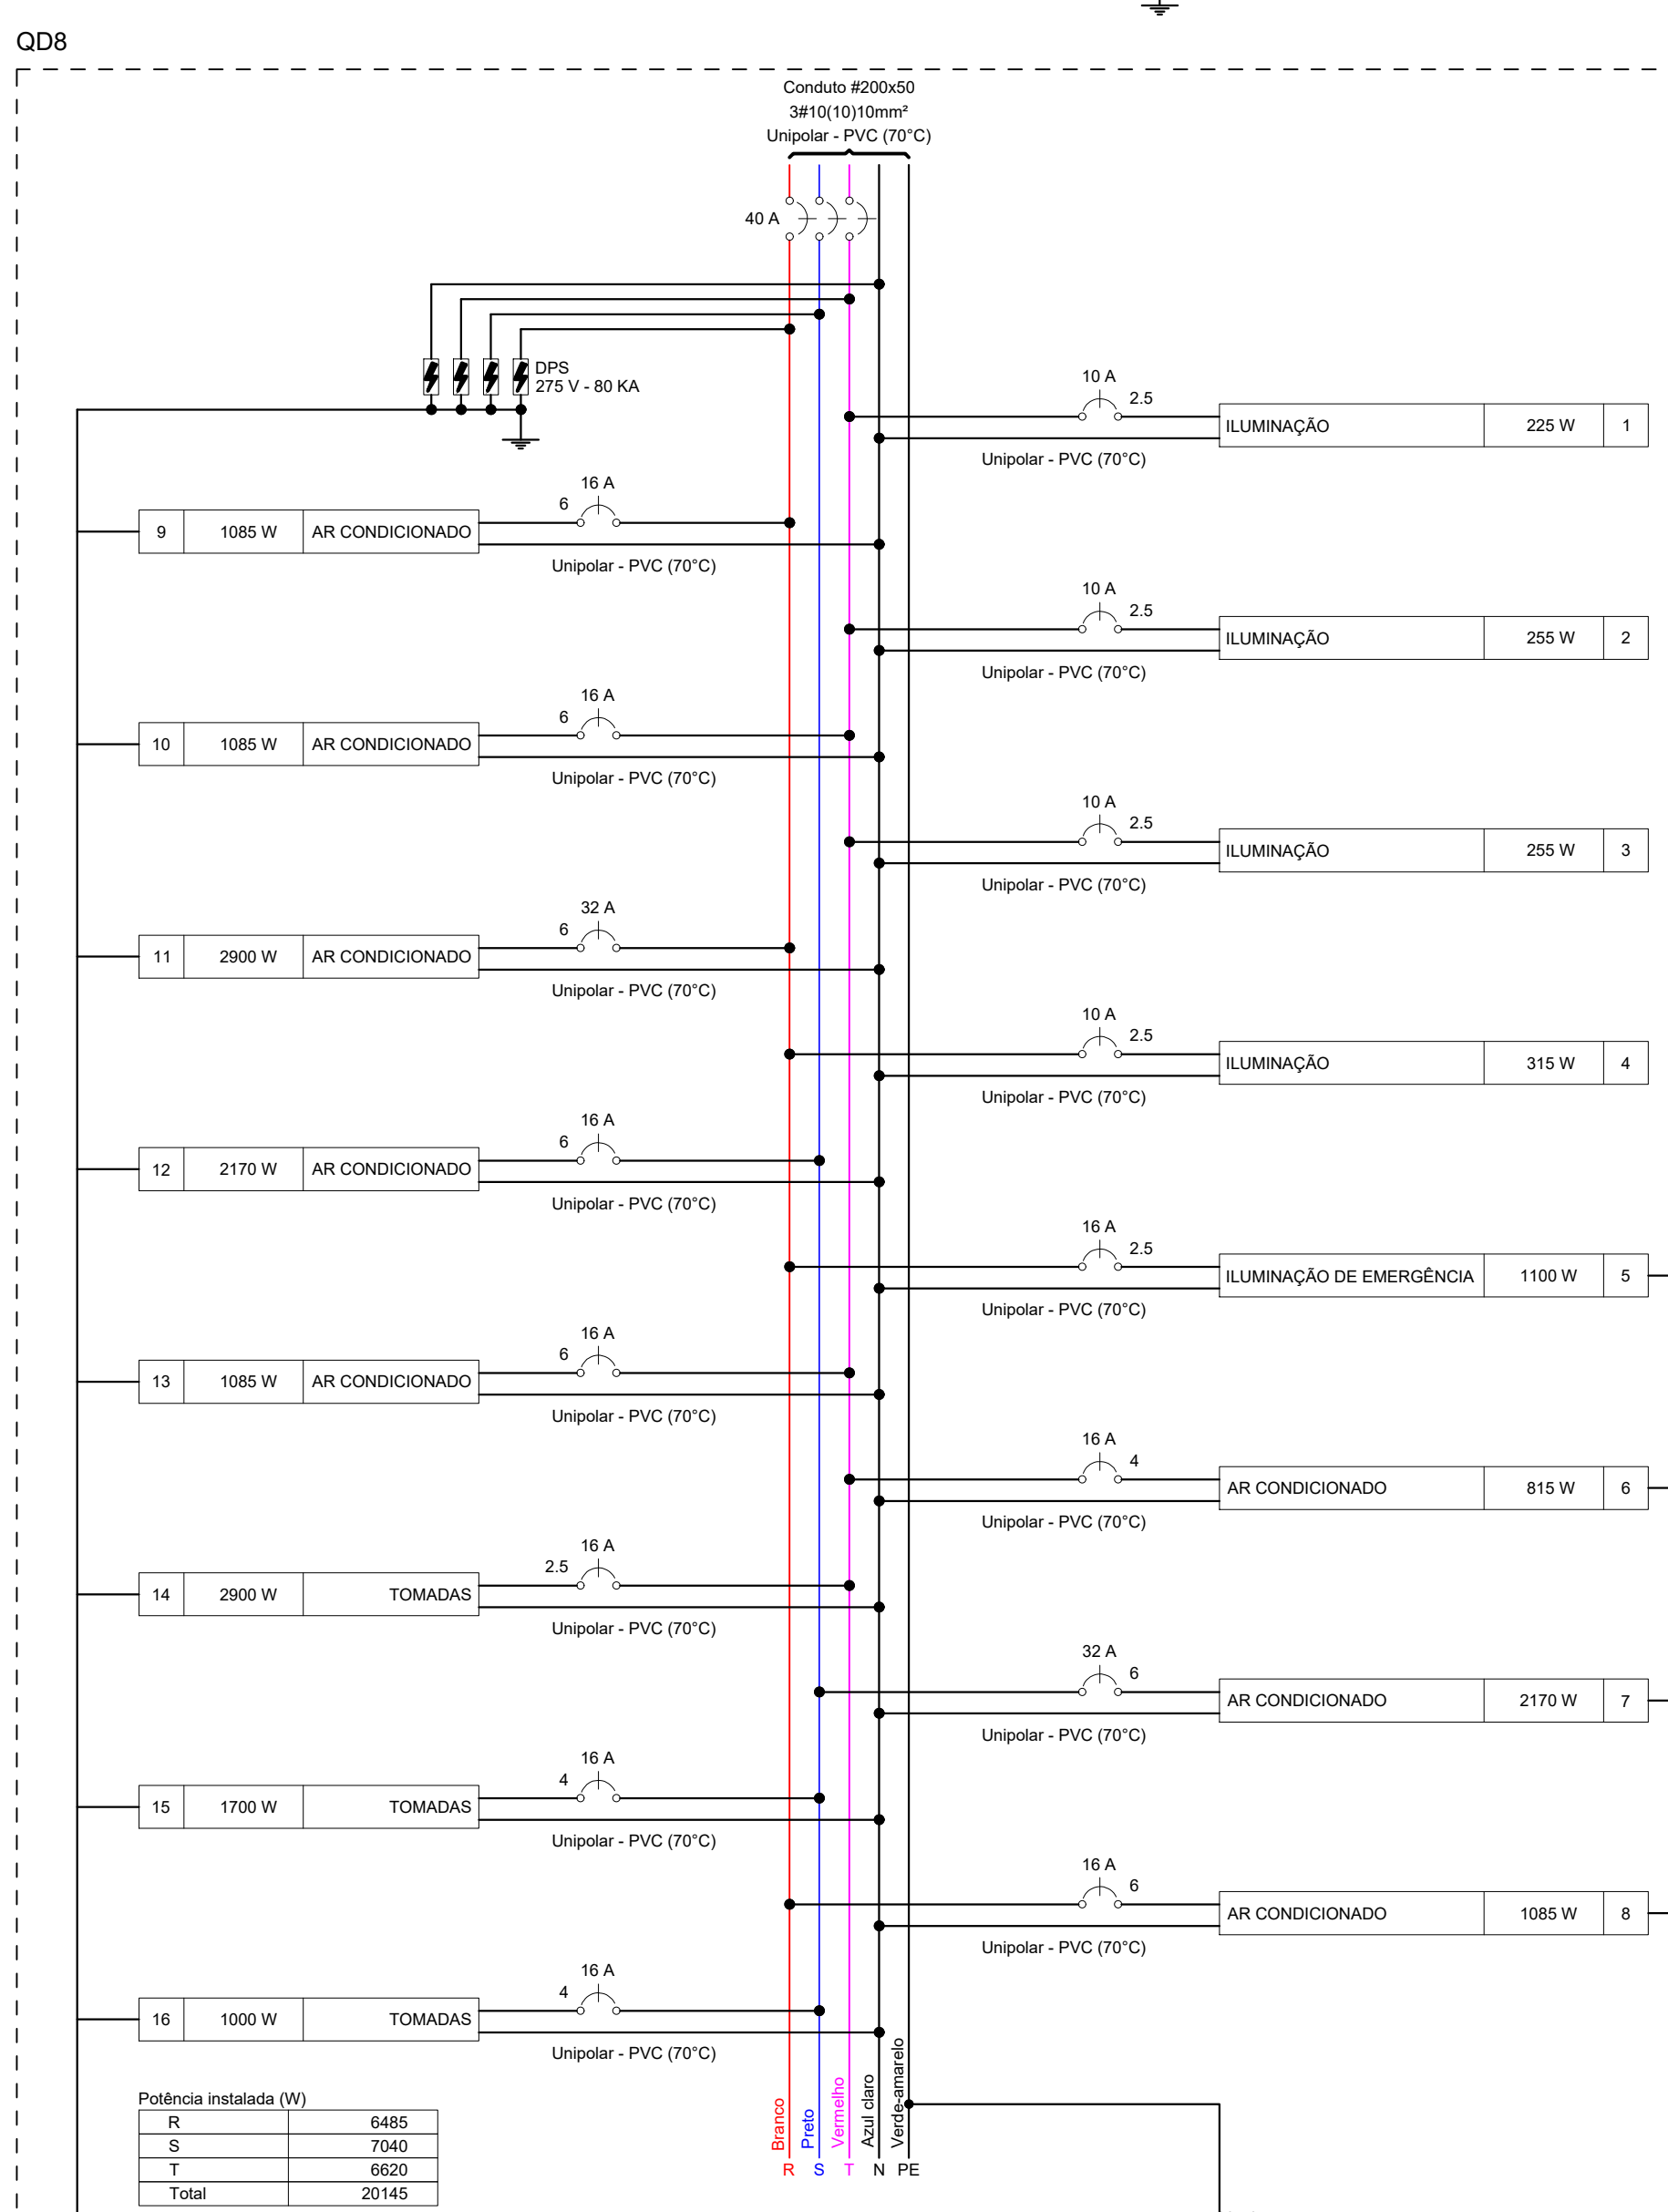 QD8
Conduto #200x50
3#10(10)10mm²
Unipolar - PVC (70°C)
40 A
DPS
275 V - 80 KA
10 A
2.5
ILUMINAÇÃO 225 W 1
Unipolar - PVC (70°C)
16 A
6
9 1085 W AR CONDICIONADO
Unipolar - PVC (70°C)
10 A
2.5
ILUMINAÇÃO 255 W 2
Unipolar - PVC (70°C)
16 A
6
10 1085 W AR CONDICIONADO
Unipolar - PVC (70°C)
10 A
2.5
ILUMINAÇÃO 255 W 3
Unipolar - PVC (70°C)
32 A
6
11 2900 W AR CONDICIONADO
Unipolar - PVC (70°C)
10 A
2.5
ILUMINAÇÃO 315 W 4
Unipolar - PVC (70°C)
16 A
6
12 2170 W AR CONDICIONADO
Unipolar - PVC (70°C)
16 A
2.5
ILUMINAÇÃO DE EMERGÊNCIA 1100 W 5
Unipolar - PVC (70°C)
16 A
6
13 1085 W AR CONDICIONADO
Unipolar - PVC (70°C)
16 A
4
AR CONDICIONADO 815 W 6
Unipolar - PVC (70°C)
16 A
2.5
14 2900 W TOMADAS
Unipolar - PVC (70°C)
32 A
6
AR CONDICIONADO 2170 W 7
Unipolar - PVC (70°C)
16 A
4
15 1700 W TOMADAS
Unipolar - PVC (70°C)
16 A
6
AR CONDICIONADO 1085 W 8
Unipolar - PVC (70°C)
16 A
4
16 1000 W TOMADAS
Unipolar - PVC (70°C)
Branco
Preto
Vermelho
Azul claro
Verde-amarelo
R S T N PE
Potência instalada (W)
R 6485
S 7040
T 6620
Total 20145